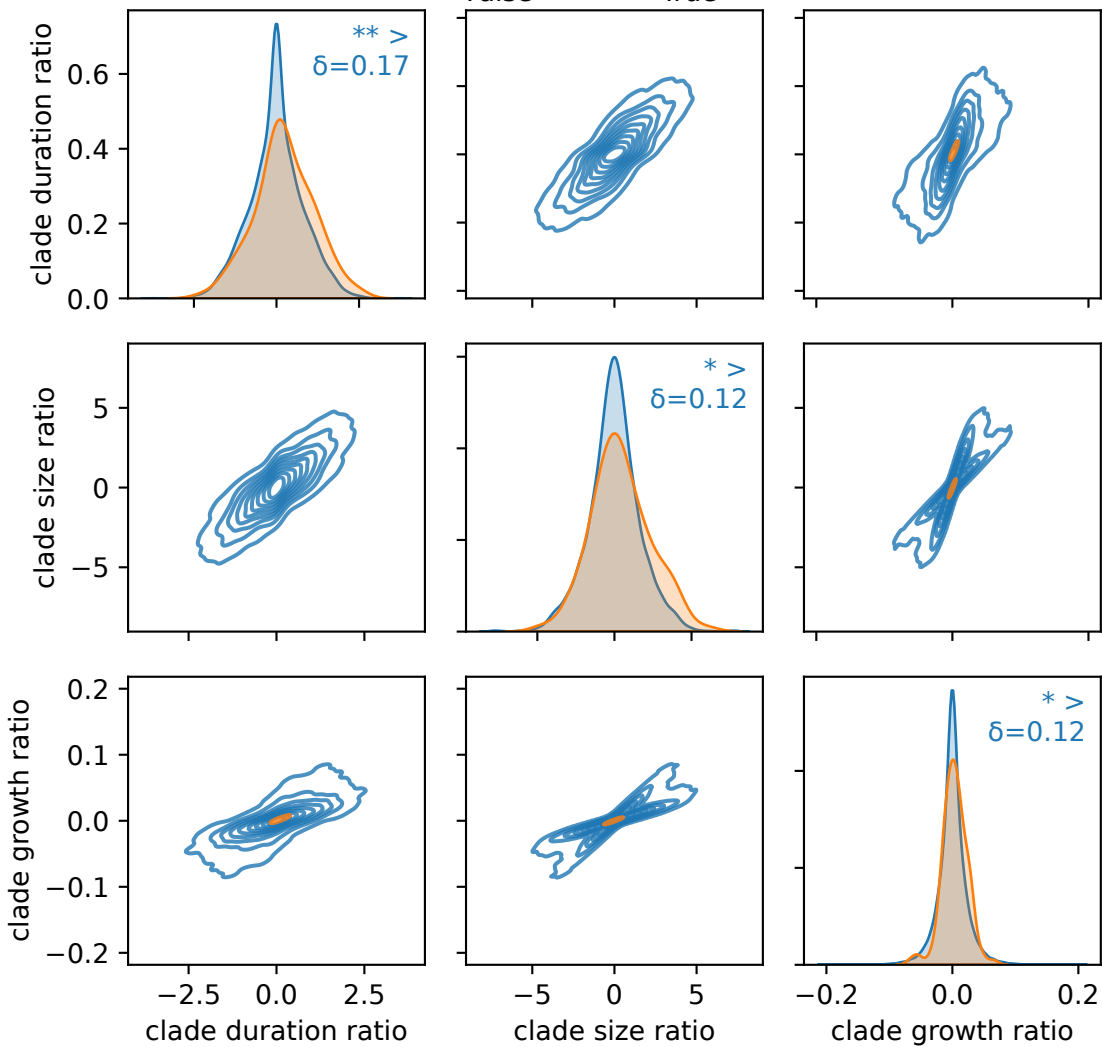 False True
clade duration ratio
0.6
0.4
0.2
0.0
** >
δ=0.17
clade size ratio
5
0
−5
* >
δ=0.12
clade growth ratio
0.2
0.1
0.0
−0.1
−0.2
* >
δ=0.12
−2.5 0.0 2.5
−5 0 5
−0.2 0.0 0.2
clade duration ratio
clade size ratio
clade growth ratio